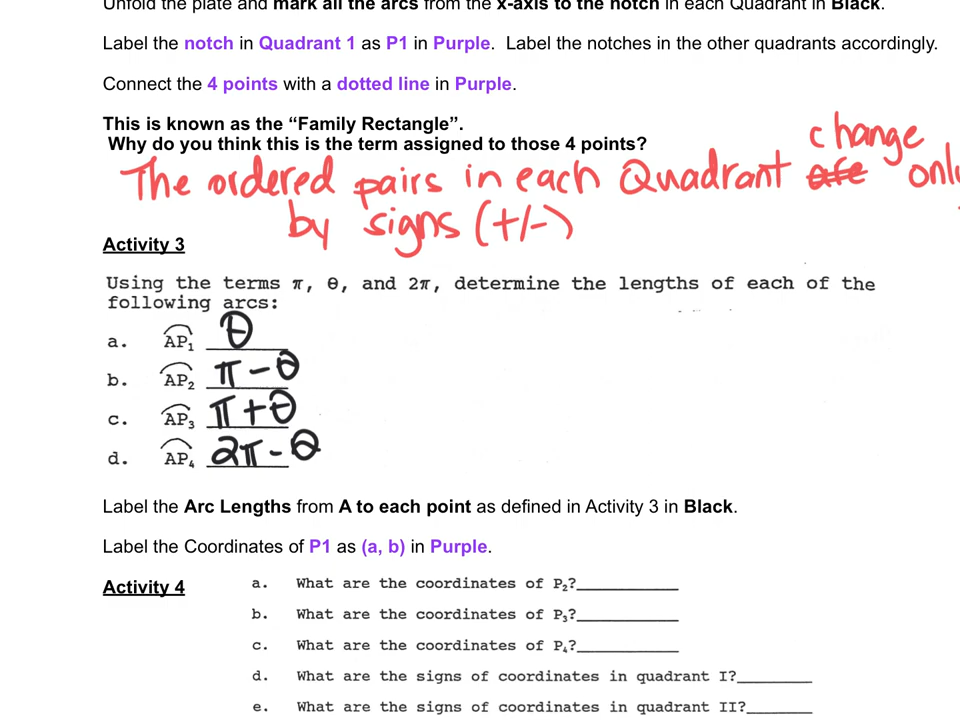 Unfold the plate and mark all the arcs from the x-axis to the notch in each Quadrant in Black.
Label the notch in Quadrant 1 as P1 in Purple. Label the notches in the other quadrants accordingly.
Connect the 4 points with a dotted line in Purple.
This is known as the “Family Rectangle”.
Why do you think this is the term assigned to those 4 points?
change
The ordered pairs in each Quadrant are only
by signs (+/-)
Activity 3
Using the terms π, θ, and 2π, determine the lengths of each of the
following arcs:
a. AP₁ θ
b. AP₂ π-θ
c. AP₃ π+θ
d. AP₄ 2π-θ
Label the Arc Lengths from A to each point as defined in Activity 3 in Black.
Label the Coordinates of P1 as (a, b) in Purple.
Activity 4 a. What are the coordinates of P₂?
b. What are the coordinates of P₃?
c. What are the coordinates of P₄?
d. What are the signs of coordinates in quadrant I?
e. What are the signs of coordinates in quadrant II?